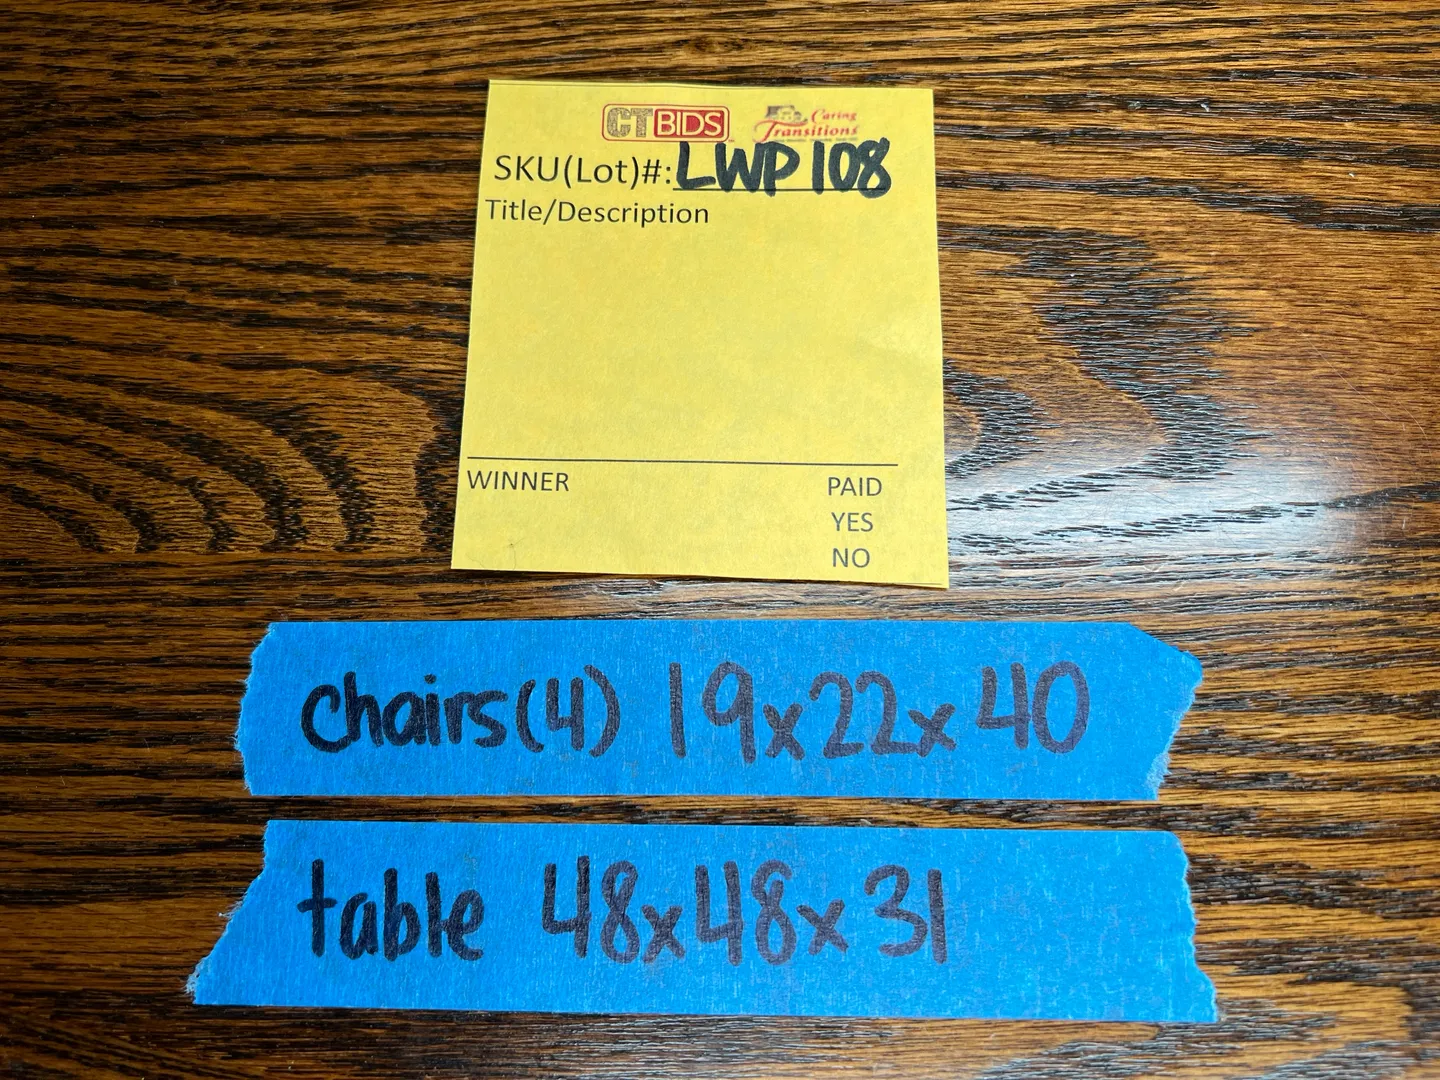 CTBIDS Caring Transitions
SKU(Lot)#: LWP108
Title/Description
WINNER PAID
YES
NO
chairs(4) 19x22x40
table 48x48x31